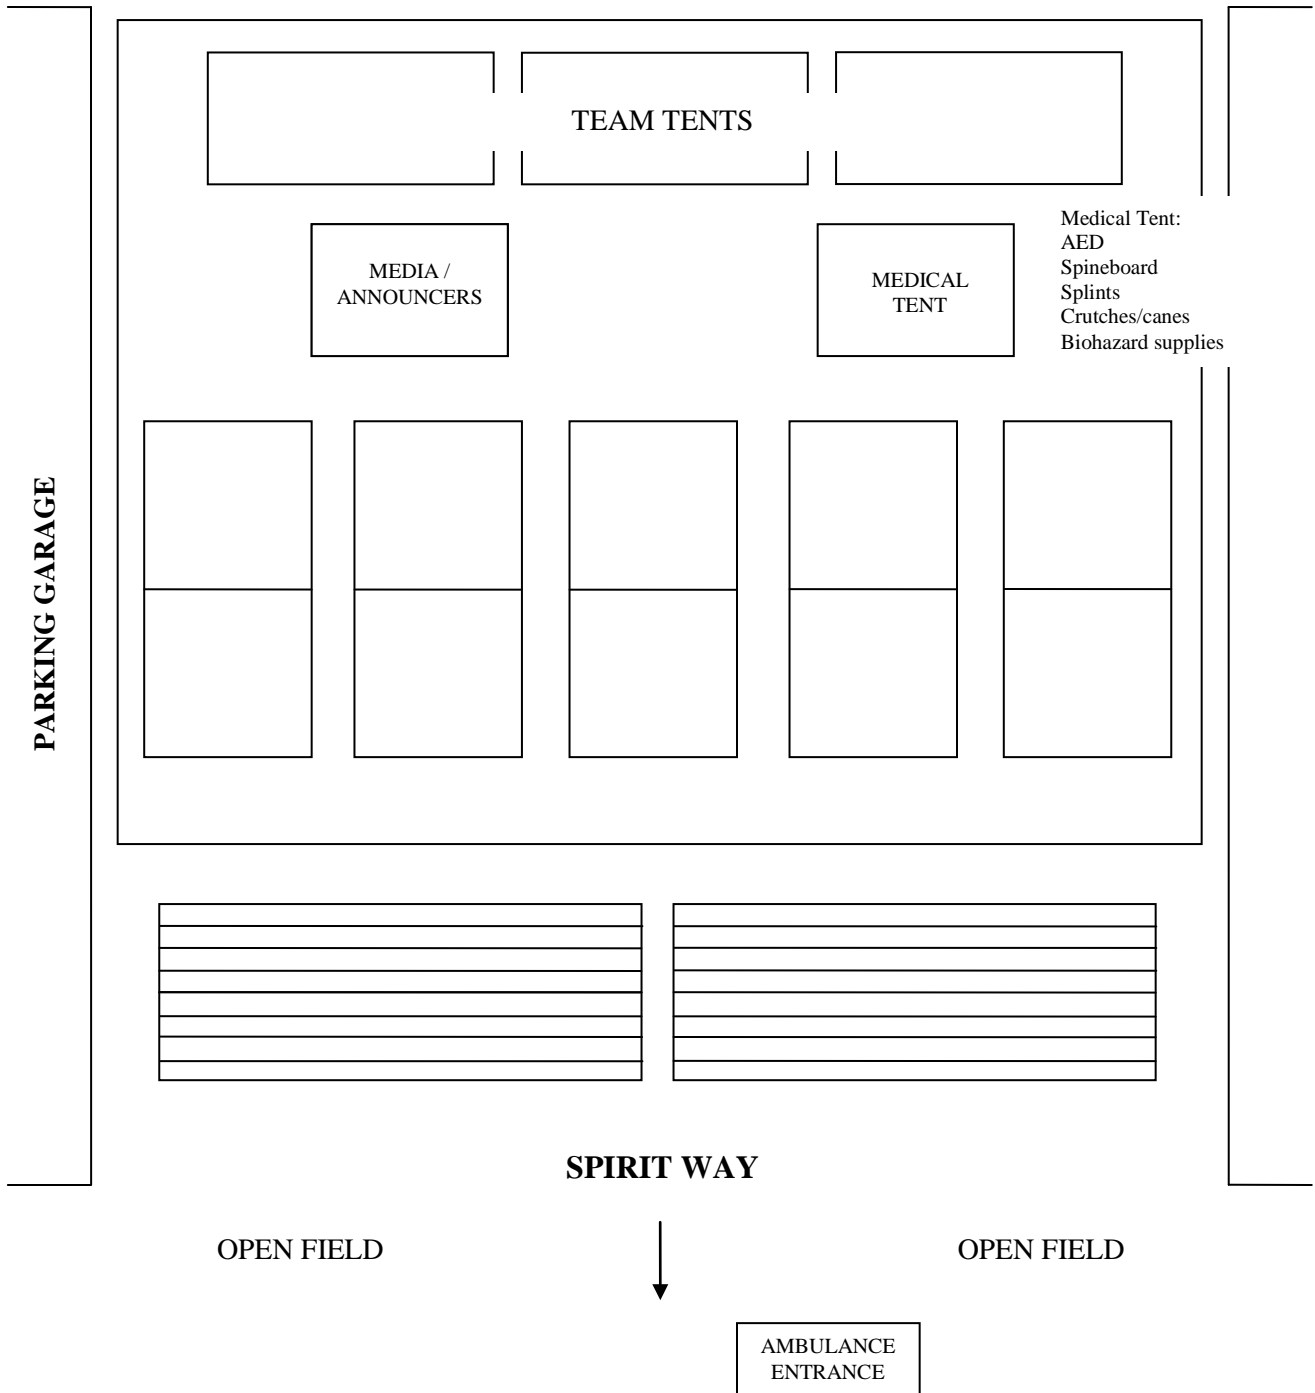 TEAM TENTS
MEDIA /
ANNOUNCERS
MEDICAL
TENT
Medical Tent:
AED
Spineboard
Splints
Crutches/canes
Biohazard supplies
PARKING GARAGE
SPIRIT WAY
OPEN FIELD
OPEN FIELD
AMBULANCE
ENTRANCE